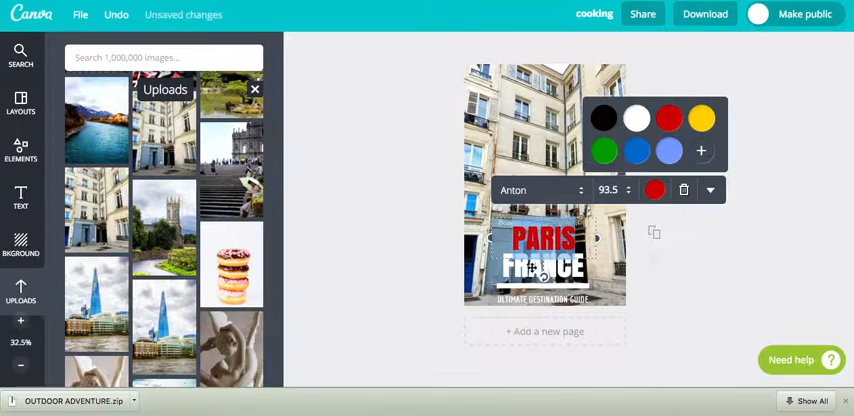 Canva
File
Undo
Unsaved changes
cooking
Share
Download
Make public
SEARCH
LAYOUTS
ELEMENTS
TEXT
BKGROUND
UPLOADS
32.5%
Search 1,000,000 images...
Uploads
Anton
93.5
PARIS
FRANCE
ULTIMATE DESTINATION GUIDE
+ Add a new page
Need help ?
OUTDOOR ADVENTURE.zip
Show All